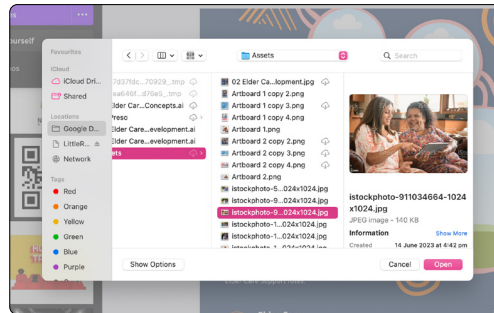 urself
os
Favourites
iCloud
iCloud Dri...
Shared
Locations
Google D...
LittleR...
Network
Tags
Red
Orange
Yellow
Green
Blue
Purple
Assets
Search
7d37fdc...70929_.tmp
ea646f...d76e5_.tmp
Elder Car...Concepts.ai
Preso
Elder Care...evelopment.ai
Elder Care...evelopment.ai
ets
02 Elder Ca...lopment.jpg
Artboard 1 copy 2.png
Artboard 1 copy 3.png
Artboard 1 copy 4.png
Artboard 1.png
Artboard 2 copy 2.png
Artboard 2 copy 3.png
Artboard 2 copy 4.png
Artboard 2.png
istockphoto-5...024x1024.jpg
istockphoto-9...024x1024.jpg
istockphoto-9...024x1024.jpg
istockphoto-1...024x1024.jpg
istockphoto-7...024x1024.jpg
istockphoto-1...024x1024.jpg
istockphoto-911034664-1024
x1024.jpg
JPEG image - 140 KB
Information
Show More
Created
14 June 2023 at 4:42 pm
Show Options
Cancel
Open